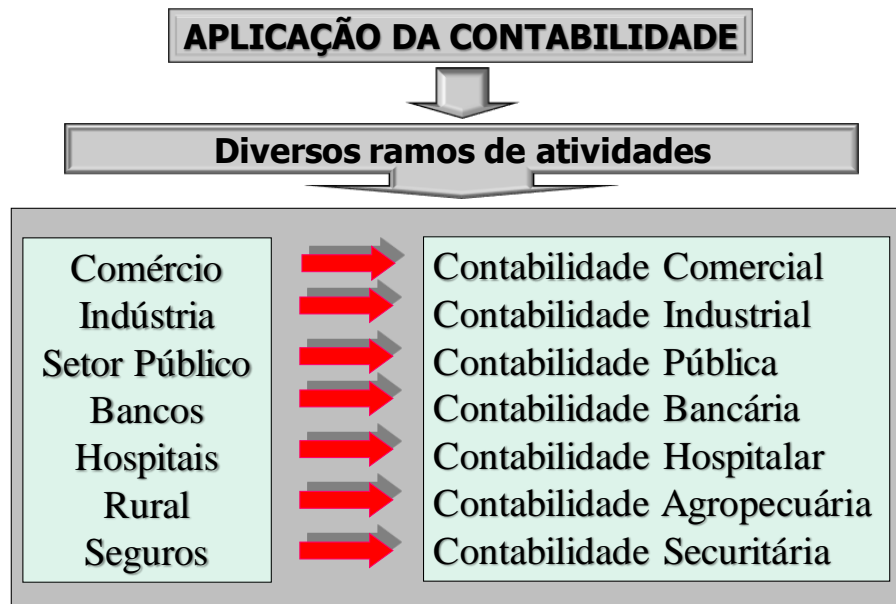 APLICAÇÃO DA CONTABILIDADE
Diversos ramos de atividades
Comércio
Contabilidade Comercial
Indústria
Contabilidade Industrial
Setor Público
Contabilidade Pública
Bancos
Contabilidade Bancária
Hospitais
Contabilidade Hospitalar
Rural
Contabilidade Agropecuária
Seguros
Contabilidade Securitária